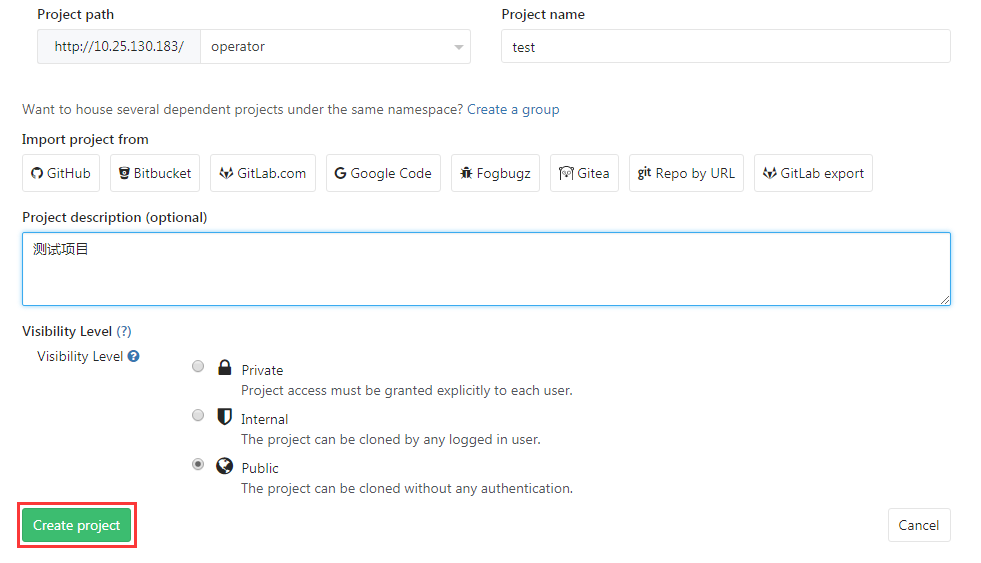 Project path
Project name
http://10.25.130.183/ operator
test
Want to house several dependent projects under the same namespace? Create a group
Import project from
GitHub Bitbucket GitLab.com Google Code Fogbugz Gitea git Repo by URL GitLab export
Project description (optional)
测试项目
Visibility Level (?)
Visibility Level ?
Private
Project access must be granted explicitly to each user.
Internal
The project can be cloned by any logged in user.
Public
The project can be cloned without any authentication.
Create project
Cancel